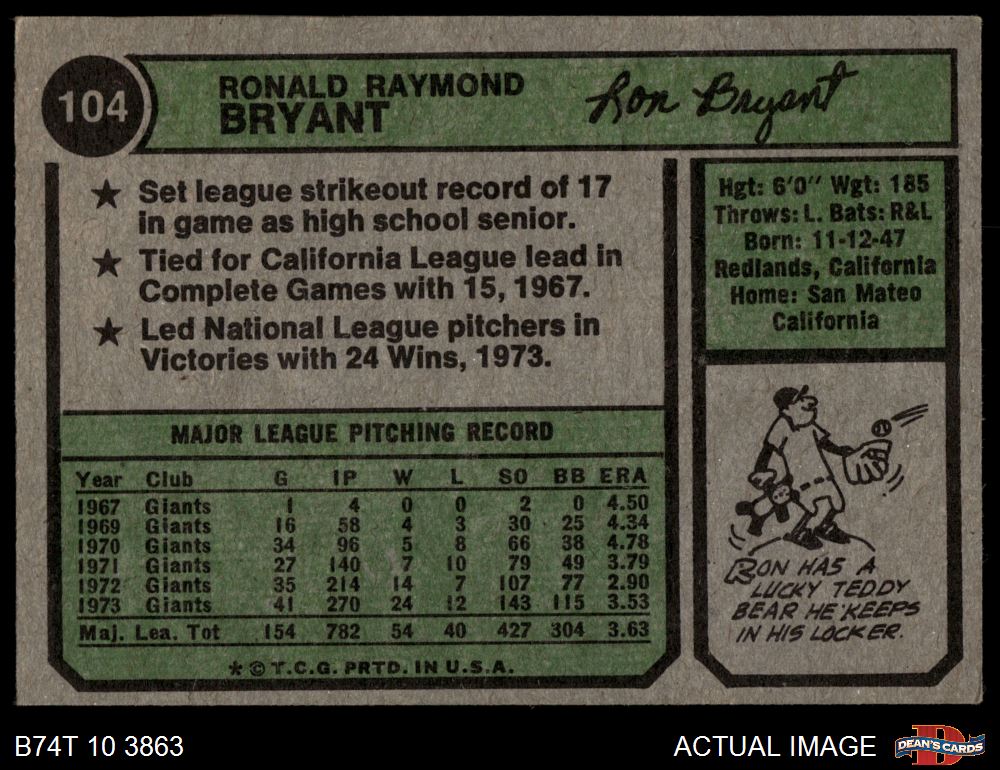 104
RONALD RAYMOND
BRYANT
Ron Bryant
★ Set league strikeout record of 17
in game as high school senior.
★ Tied for California League lead in
Complete Games with 15, 1967.
★ Led National League pitchers in
Victories with 24 Wins, 1973.
Hgt: 6'0" Wgt: 185
Throws: L. Bats: R&L
Born: 11-12-47
Redlands, California
Home: San Mateo
California
MAJOR LEAGUE PITCHING RECORD
Year Club G IP W L SO BB ERA
1967 Giants 1 4 0 0 2 0 4.50
1969 Giants 16 58 4 3 30 25 4.34
1970 Giants 34 96 5 8 66 38 4.78
1971 Giants 27 140 7 10 79 49 3.79
1972 Giants 35 214 14 7 107 77 2.90
1973 Giants 41 270 24 12 143 115 3.53
Maj. Lea. Tot 154 782 54 40 427 304 3.63
* © T.C.G. PRTD. IN U.S.A.
RON HAS A
LUCKY TEDDY
BEAR HE KEEPS
IN HIS LOCKER.
B74T 10 3863
ACTUAL IMAGE
DEAN'S CARDS